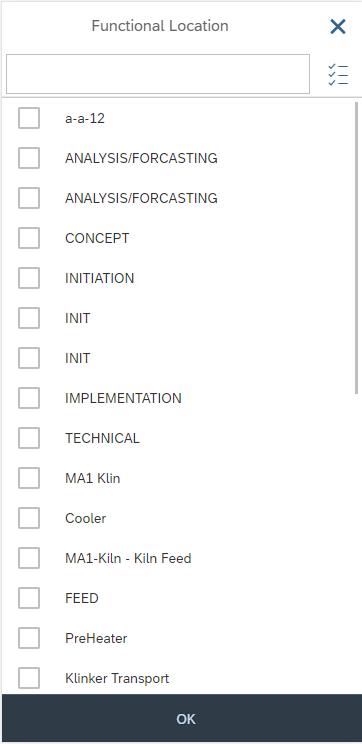 Functional Location
a-a-12
ANALYSIS/FORCASTING
ANALYSIS/FORCASTING
CONCEPT
INITIATION
INIT
INIT
IMPLEMENTATION
TECHNICAL
MA1 Klin
Cooler
MA1-Kiln - Kiln Feed
FEED
PreHeater
Klinker Transport
OK